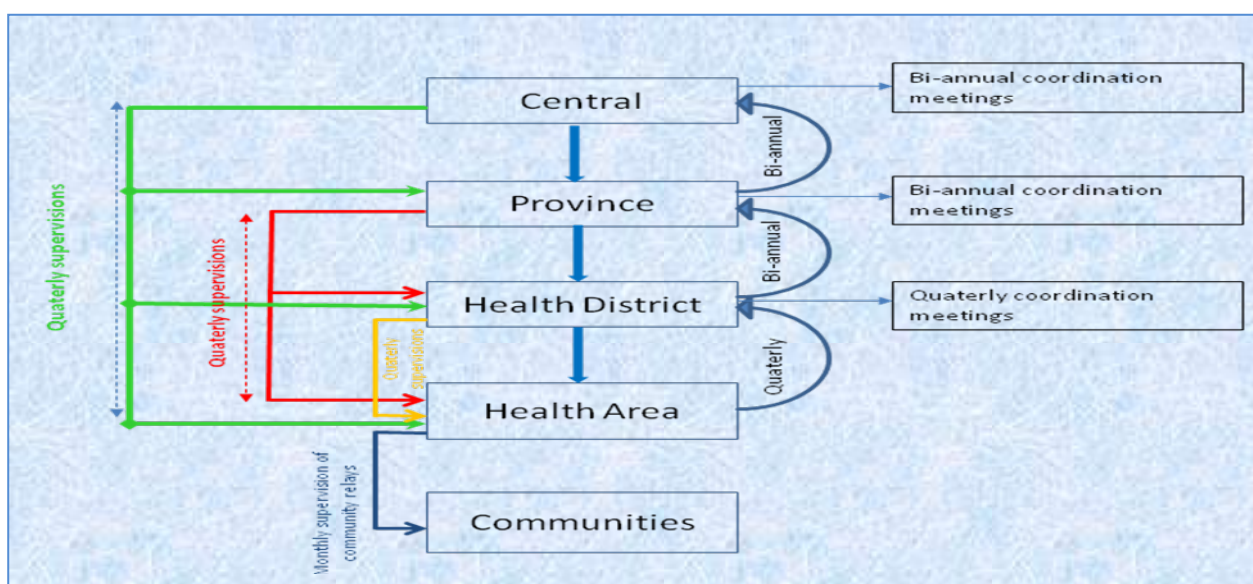 Central
Bi-annual coordination
meetings
Bi-annual
Province
Bi-annual coordination
meetings
Quaterly supervisions
Quaterly supervisions
Bi-annual
Health District
Quaterly coordination
meetings
Quaterly
supervisions
Quaterly
Health Area
Monthly supervision of
community relays
Communities